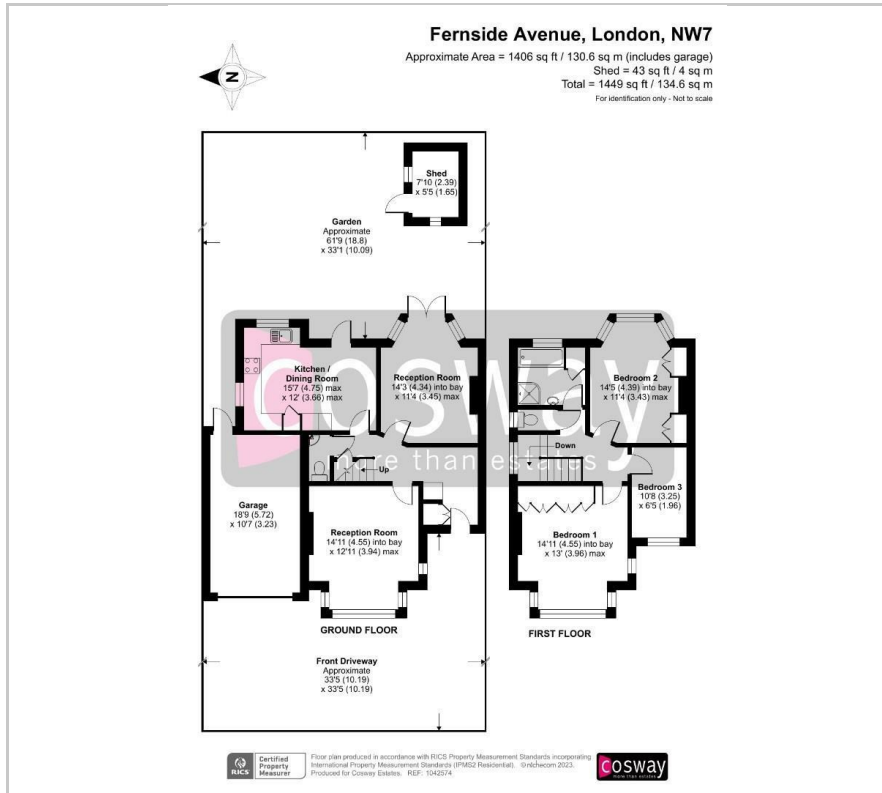 Fernside Avenue, London, NW7
Approximate Area = 1406 sq ft / 130.6 sq m (includes garage)
Shed = 43 sq ft / 4 sq m
Total = 1449 sq ft / 134.6 sq m
For identification only - Not to scale
N
Shed
7'10 (2.39)
x 5'5 (1.65)
Garden
Approximate
61'9 (18.8)
x 33'1 (10.09)
Kitchen /
Dining Room
15'7 (4.75) max
x 12' (3.66) max
Reception Room
14'3 (4.34) into bay
x 11'4 (3.45) max
Bedroom 2
14'5 (4.39) into bay
x 11'4 (3.43) max
cosway
more than estates
Up
Down
Garage
18'9 (5.72)
x 10'7 (3.23)
Reception Room
14'11 (4.55) into bay
x 12'11 (3.94) max
Bedroom 1
14'11 (4.55) into bay
x 13' (3.96) max
Bedroom 3
10'8 (3.25)
x 6'5 (1.96)
GROUND FLOOR
FIRST FLOOR
Front Driveway
Approximate
33'5 (10.19)
x 33'5 (10.19)
RICS
Certified
Property
Measurer
Floor plan produced in accordance with RICS Property Measurement Standards incorporating
International Property Measurement Standards (IPMS2 Residential). ©nichecom 2023.
Produced for Cosway Estates. REF: 1042574
cosway
more than estates